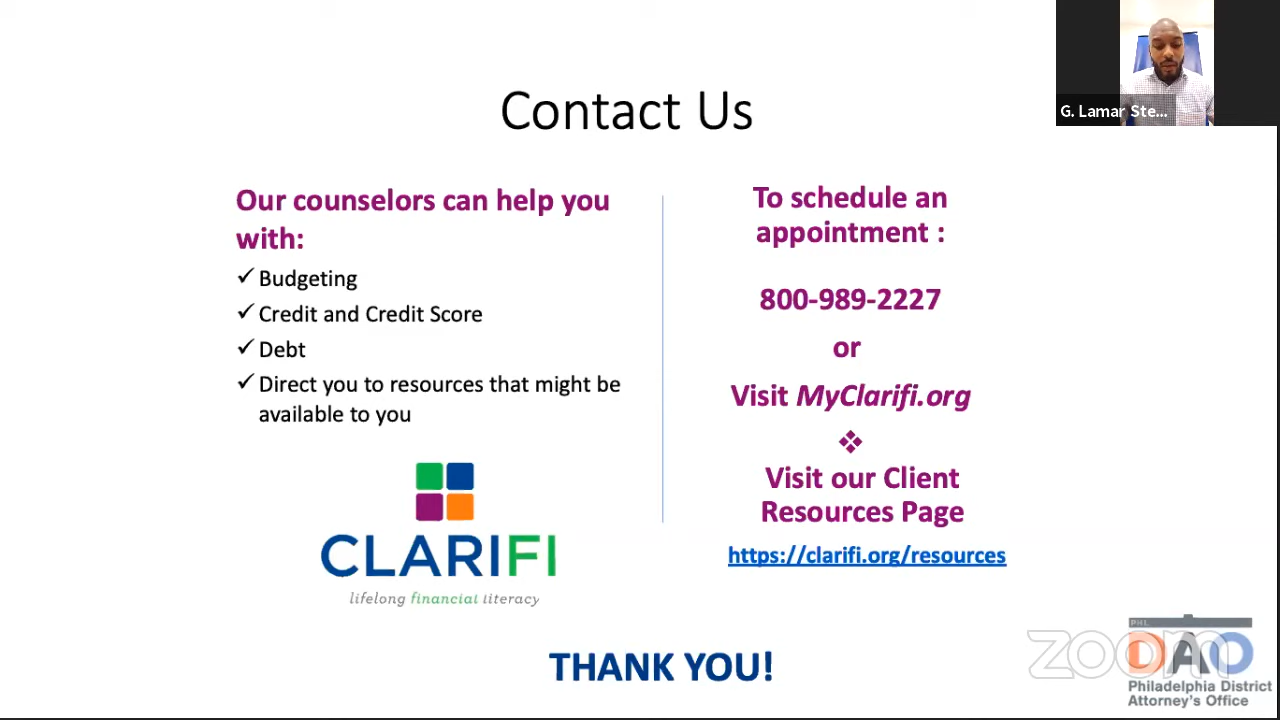 G. Lamar Ste...
Contact Us
Our counselors can help you
with:
✓ Budgeting
✓ Credit and Credit Score
✓ Debt
✓ Direct you to resources that might be
available to you
CLARIFI
lifelong financial literacy
To schedule an
appointment :
800-989-2227
or
Visit MyClarifi.org
❖
Visit our Client
Resources Page
https://clarifi.org/resources
THANK YOU!
zoom
PHL
DAO
Philadelphia District
Attorney's Office